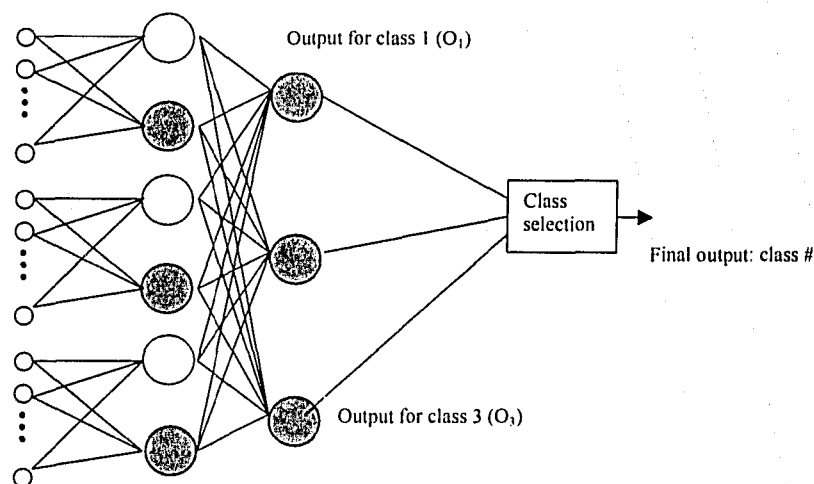 Output for class 1 (O₁)
Class
selection
Final output: class #
Output for class 3 (O₃)